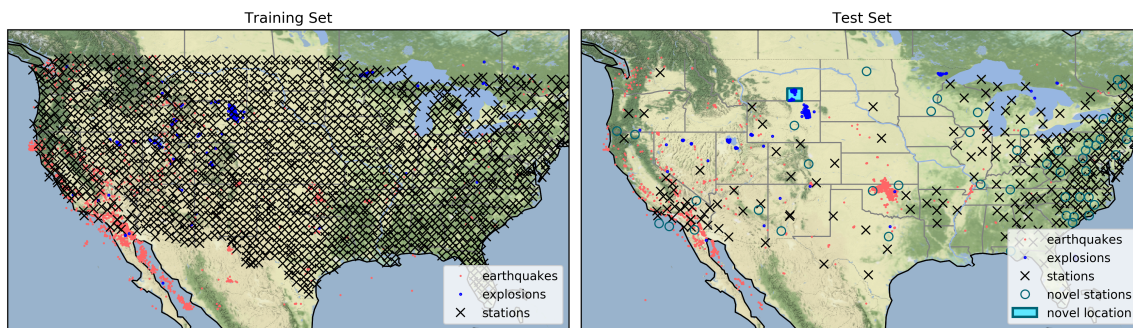 Training Set
earthquakes
explosions
stations
Test Set
earthquakes
explosions
stations
novel stations
novel location